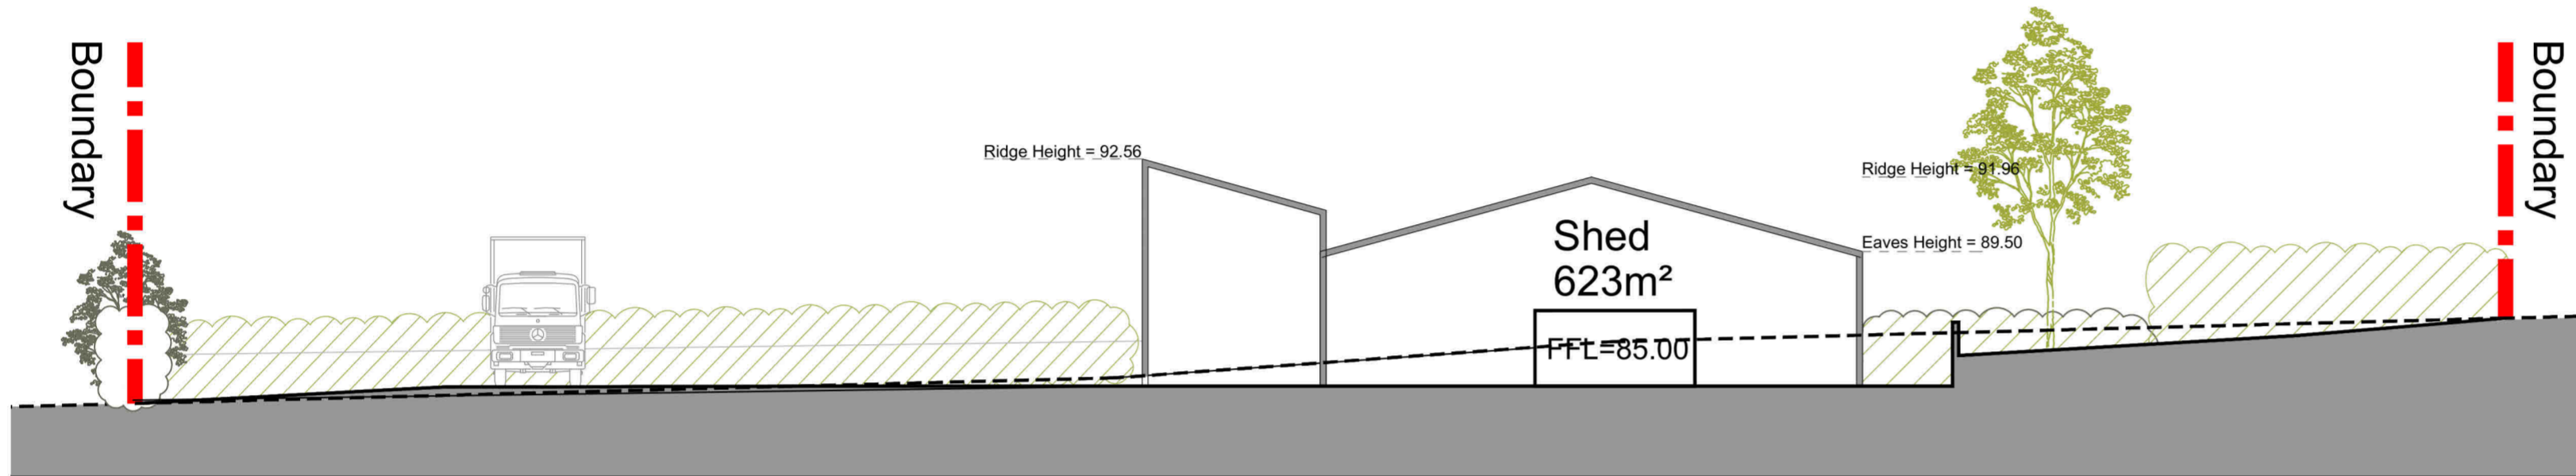 Boundary
Ridge Height = 92.56
Shed
623m²
FFL=85.00
Ridge Height = 91.96
Eaves Height = 89.50
Boundary